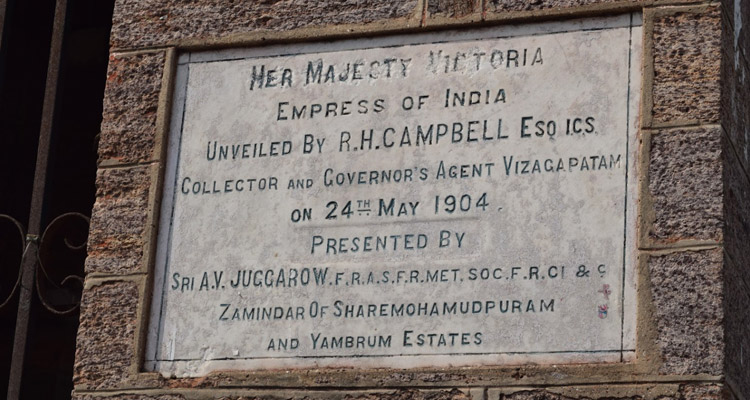 HER MAJESTY VICTORIA
EMPRESS OF INDIA
UNVEILED BY R.H. CAMPBELL ESQ I.C.S.
COLLECTOR AND GOVERNOR'S AGENT VIZAGAPATAM
ON 24TH MAY 1904.
PRESENTED BY
SRI A.V. JUGGAROW. F.R.A.S. F.R. MET. SOC. F.R.CI & C
ZAMINDAR OF SHAREMOHAMUDPURAM
AND YAMBRUM ESTATES